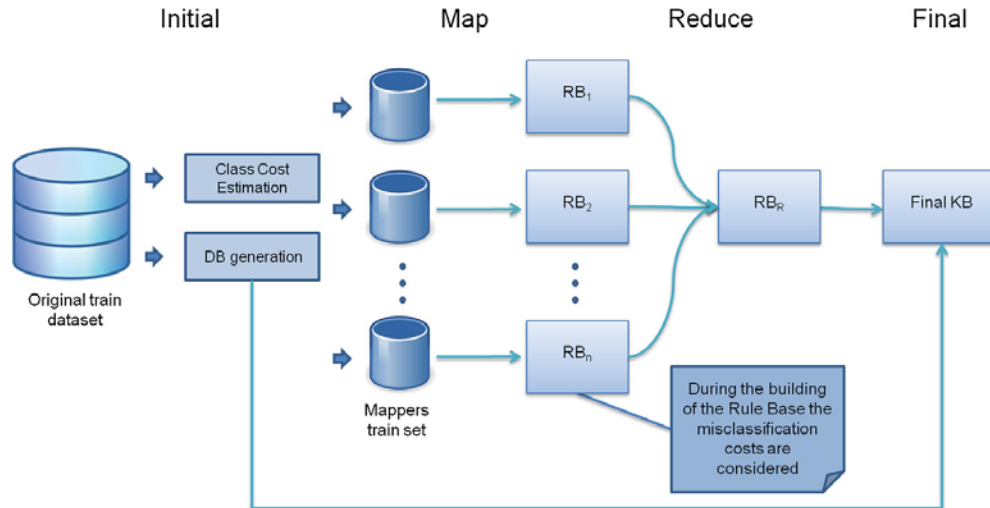 Initial
Map
Reduce
Final
RB1
Class Cost
Estimation
RB2
RBR
Final KB
DB generation
Original train
dataset
RBn
Mappers
train set
During the building
of the Rule Base the
misclassification
costs are
considered